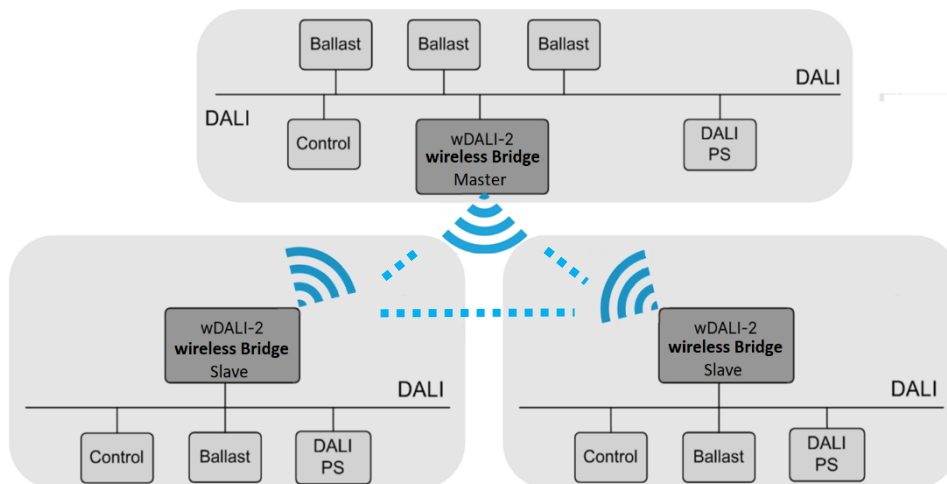 Ballast
Ballast
Ballast
DALI
DALI
Control
wDALI-2
wireless Bridge
Master
DALI
PS
wDALI-2
wireless Bridge
Slave
DALI
Control
Ballast
DALI
PS
wDALI-2
wireless Bridge
Slave
DALI
Control
Ballast
DALI
PS